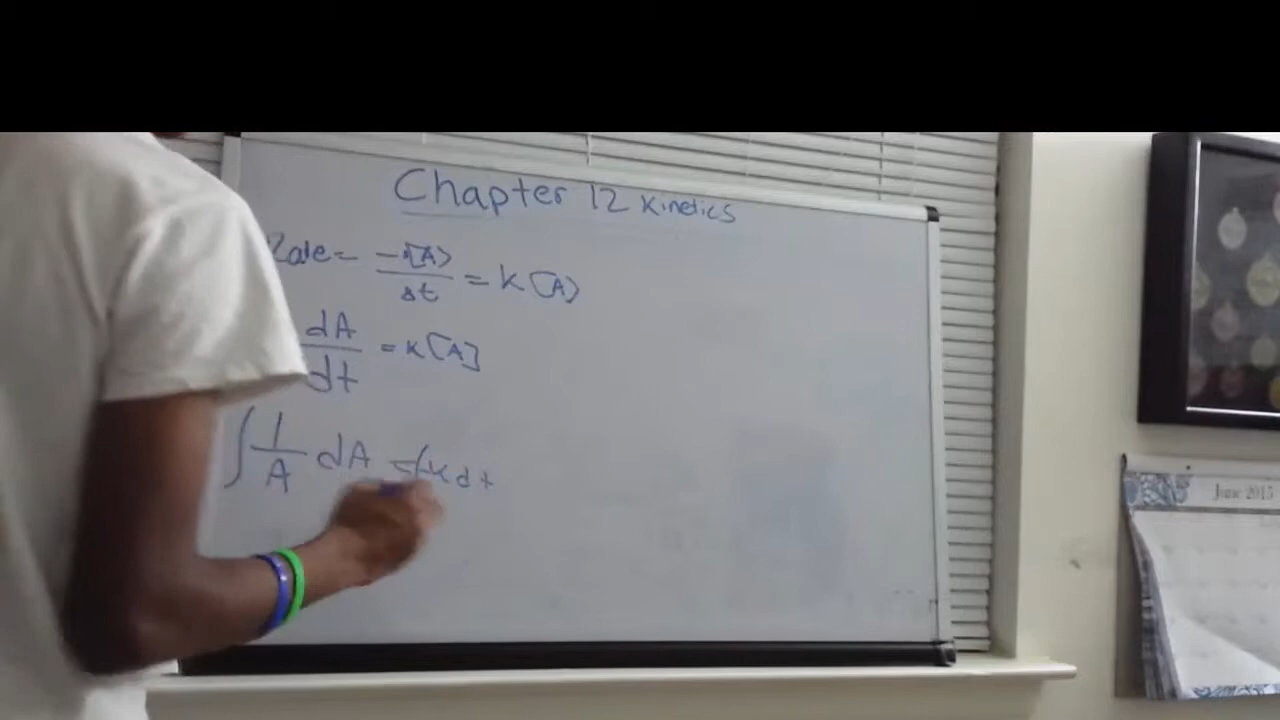 Chapter 12 Kinetics
Rate = -Δ[A] / Δt = K[A]
dA / dt = K[A]
∫ 1/A dA = ∫-K dt
June 2015